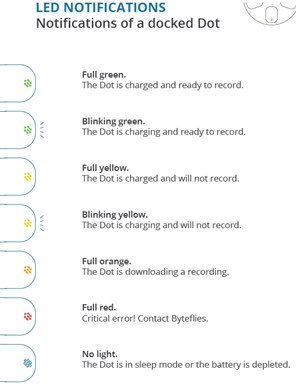 LED NOTIFICATIONS
Notifications of a docked Dot
Full green.
The Dot is charged and ready to record.
Blinking green.
The Dot is charging and ready to record.
Full yellow.
The Dot is charged and will not record.
Blinking yellow.
The Dot is charging and will not record.
Full orange.
The Dot is downloading a recording.
Full red.
Critical error! Contact Byteflies.
No light.
The Dot is in sleep mode or the battery is depleted.